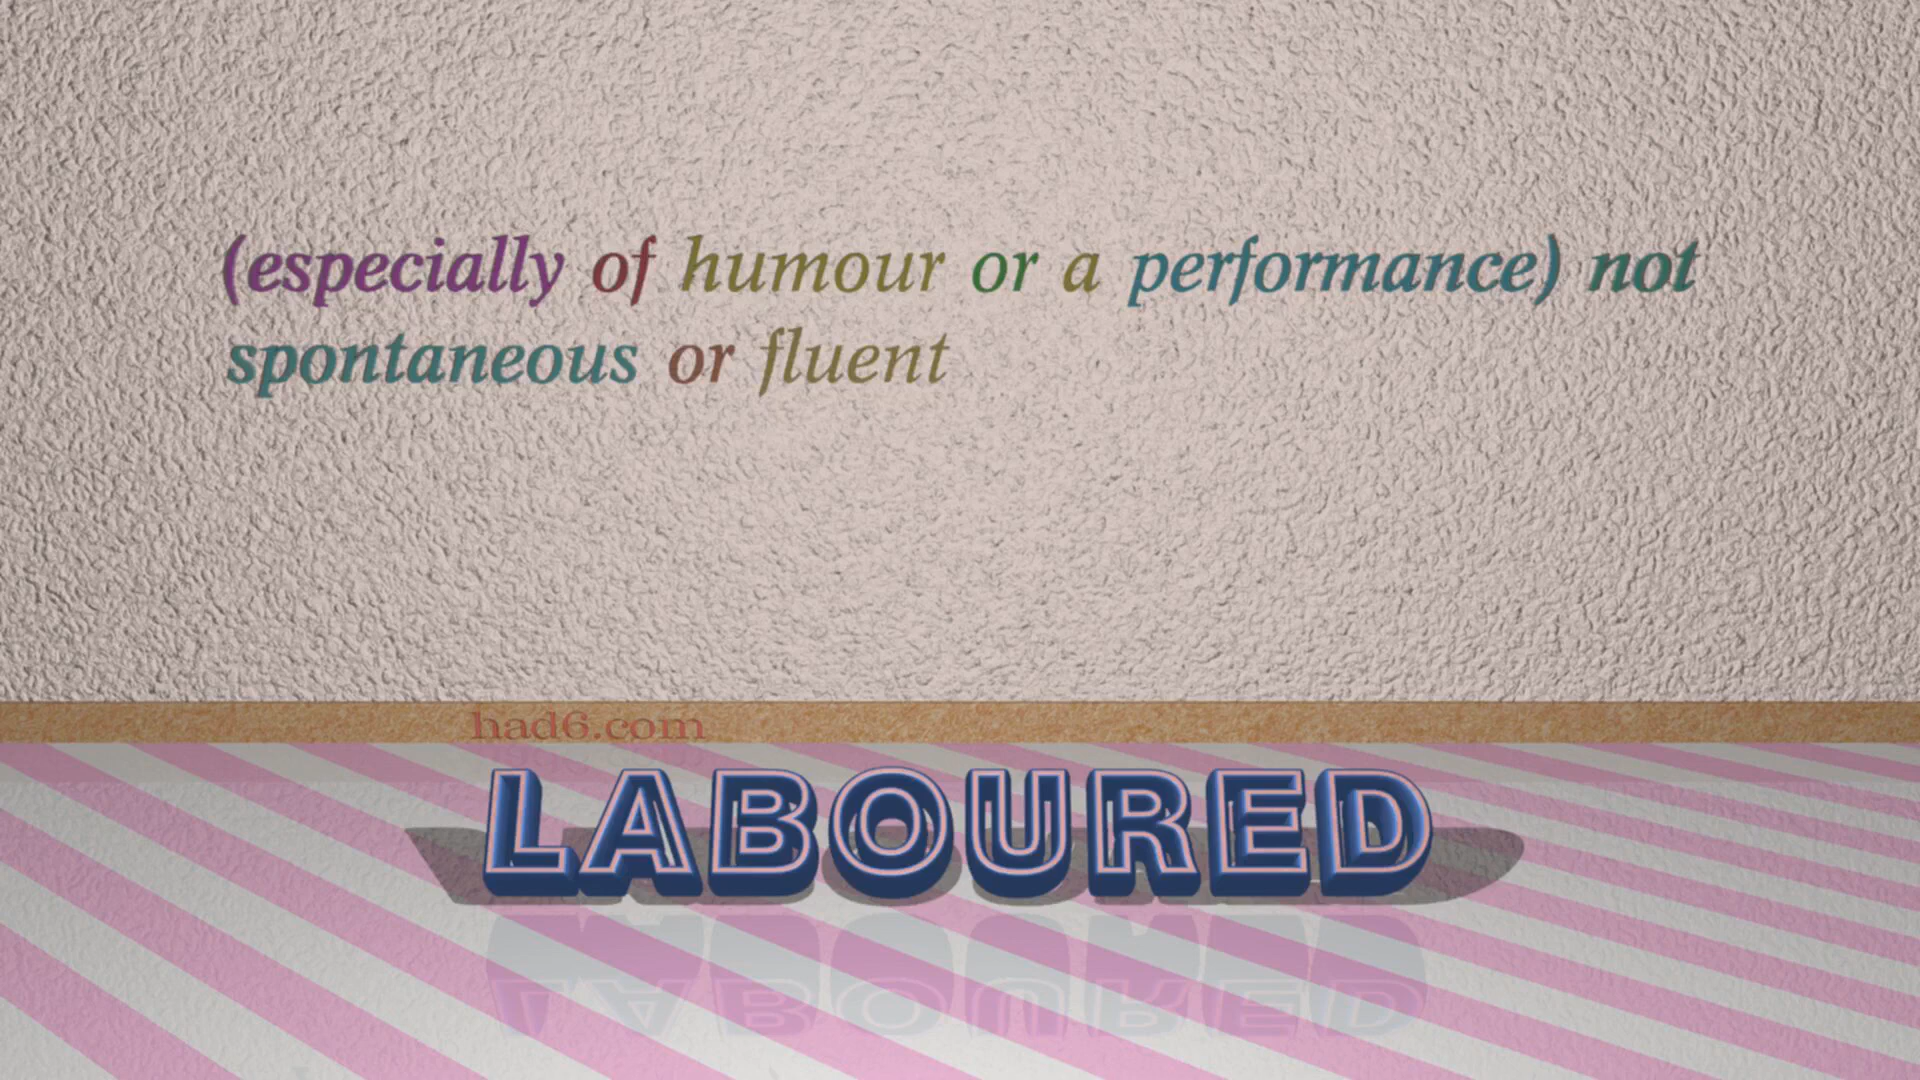 (especially of humour or a performance) not
spontaneous or fluent
had6.com
LABOURED